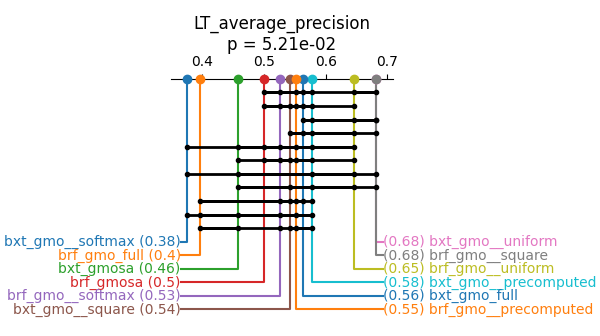 LT_average_precision
p = 5.21e-02
0.4 0.5 0.6 0.7
bxt_gmo__softmax (0.38)
brf_gmo_full (0.4)
bxt_gmosa (0.46)
brf_gmosa (0.5)
brf_gmo__softmax (0.53)
bxt_gmo__square (0.54)
(0.68) bxt_gmo__uniform
(0.68) brf_gmo__square
(0.65) brf_gmo__uniform
(0.58) bxt_gmo__precomputed
(0.56) bxt_gmo_full
(0.55) brf_gmo__precomputed